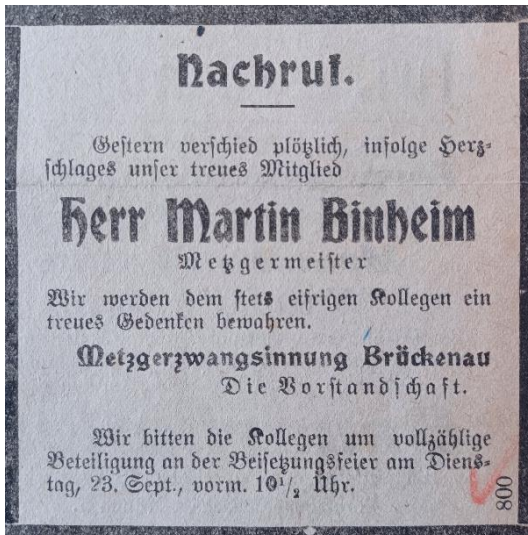 Nachruf.
Gestern verschied plötzlich, infolge Herz-
schlages unser treues Mitglied
Herr Martin Binheim
Metzgermeister
Wir werden dem stets eifrigen Kollegen ein
treues Gedenken bewahren.
Metzgerzwangsinnung Brückenau
Die Vorstandschaft.
Wir bitten die Kollegen um vollzählige
Beteiligung an der Beisetzungsfeier am Diens-
tag, 23. Sept., vorm. 10½ Uhr.
800